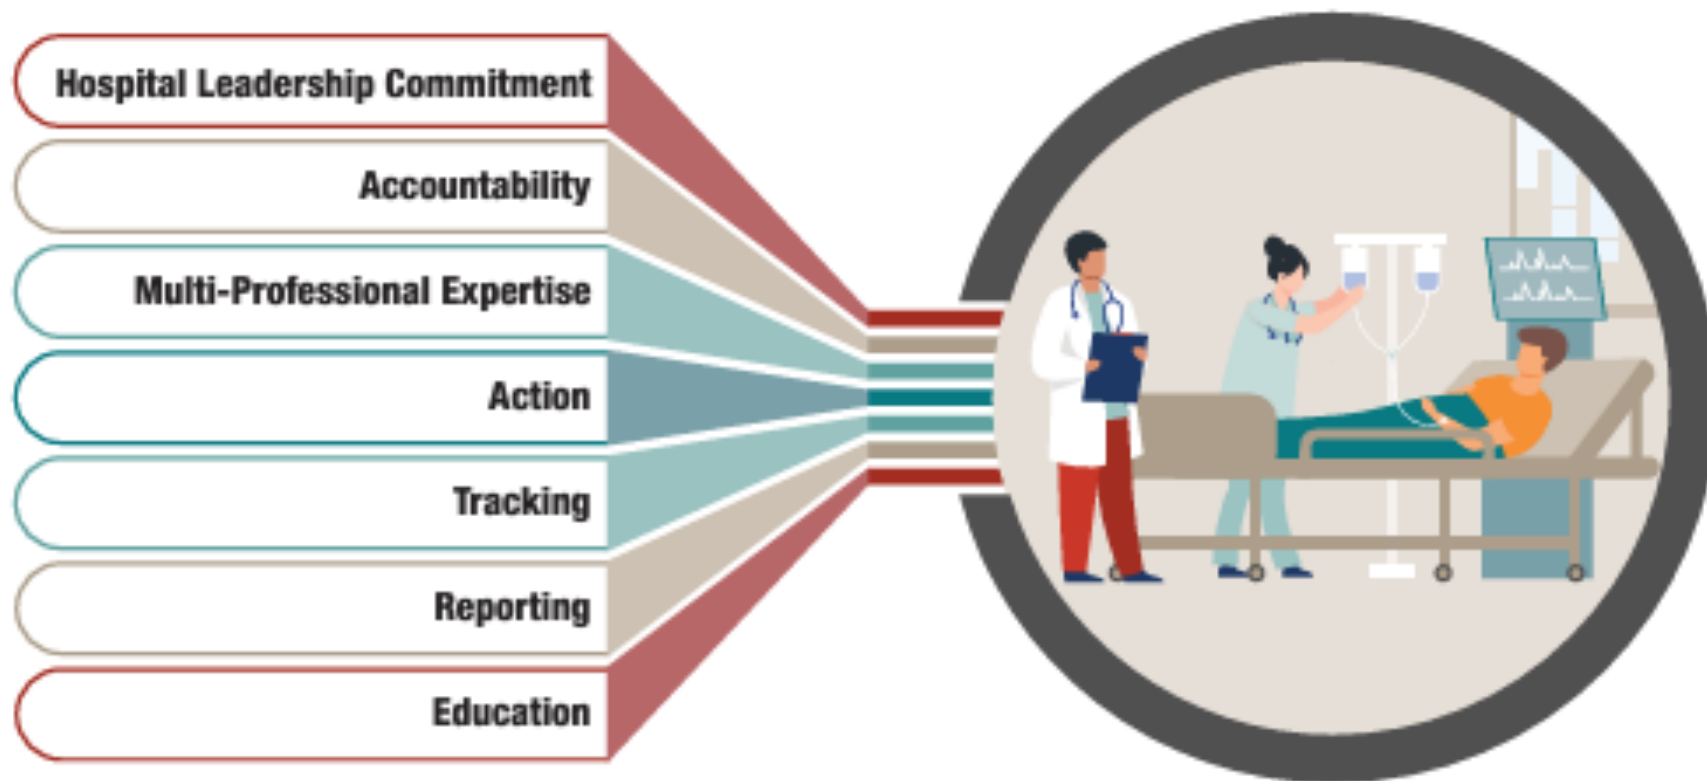 Hospital Leadership Commitment
Accountability
Multi-Professional Expertise
Action
Tracking
Reporting
Education